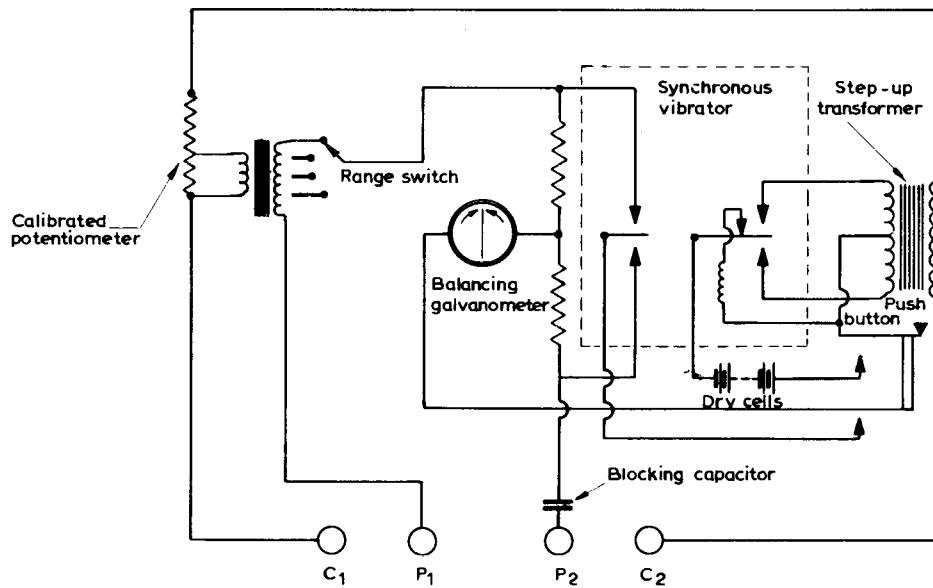 Synchronous
vibrator
Step-up
transformer
Range switch
Calibrated
potentiometer
Balancing
galvanometer
Push
button
Dry cells
Blocking capacitor
C1
P1
P2
C2